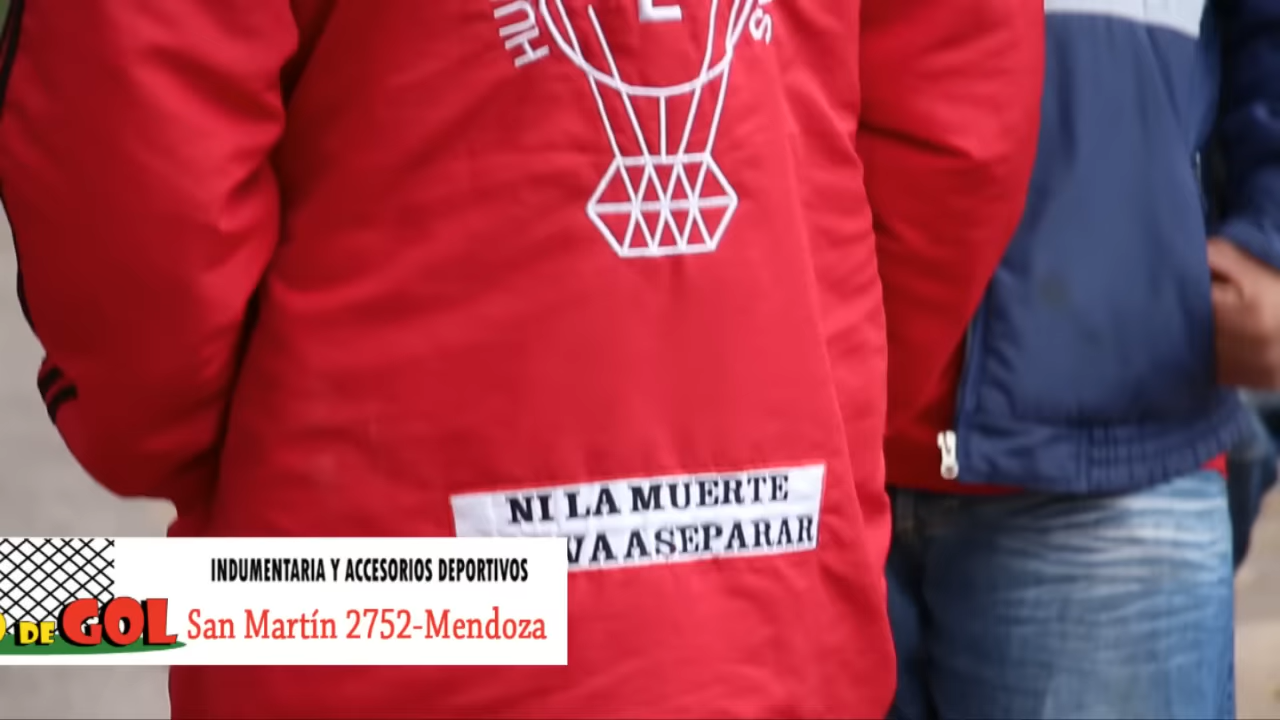 NI LA MUERTE
VA A SEPARAR
INDUMENTARIA Y ACCESORIOS DEPORTIVOS
DE GOL
San Martín 2752-Mendoza